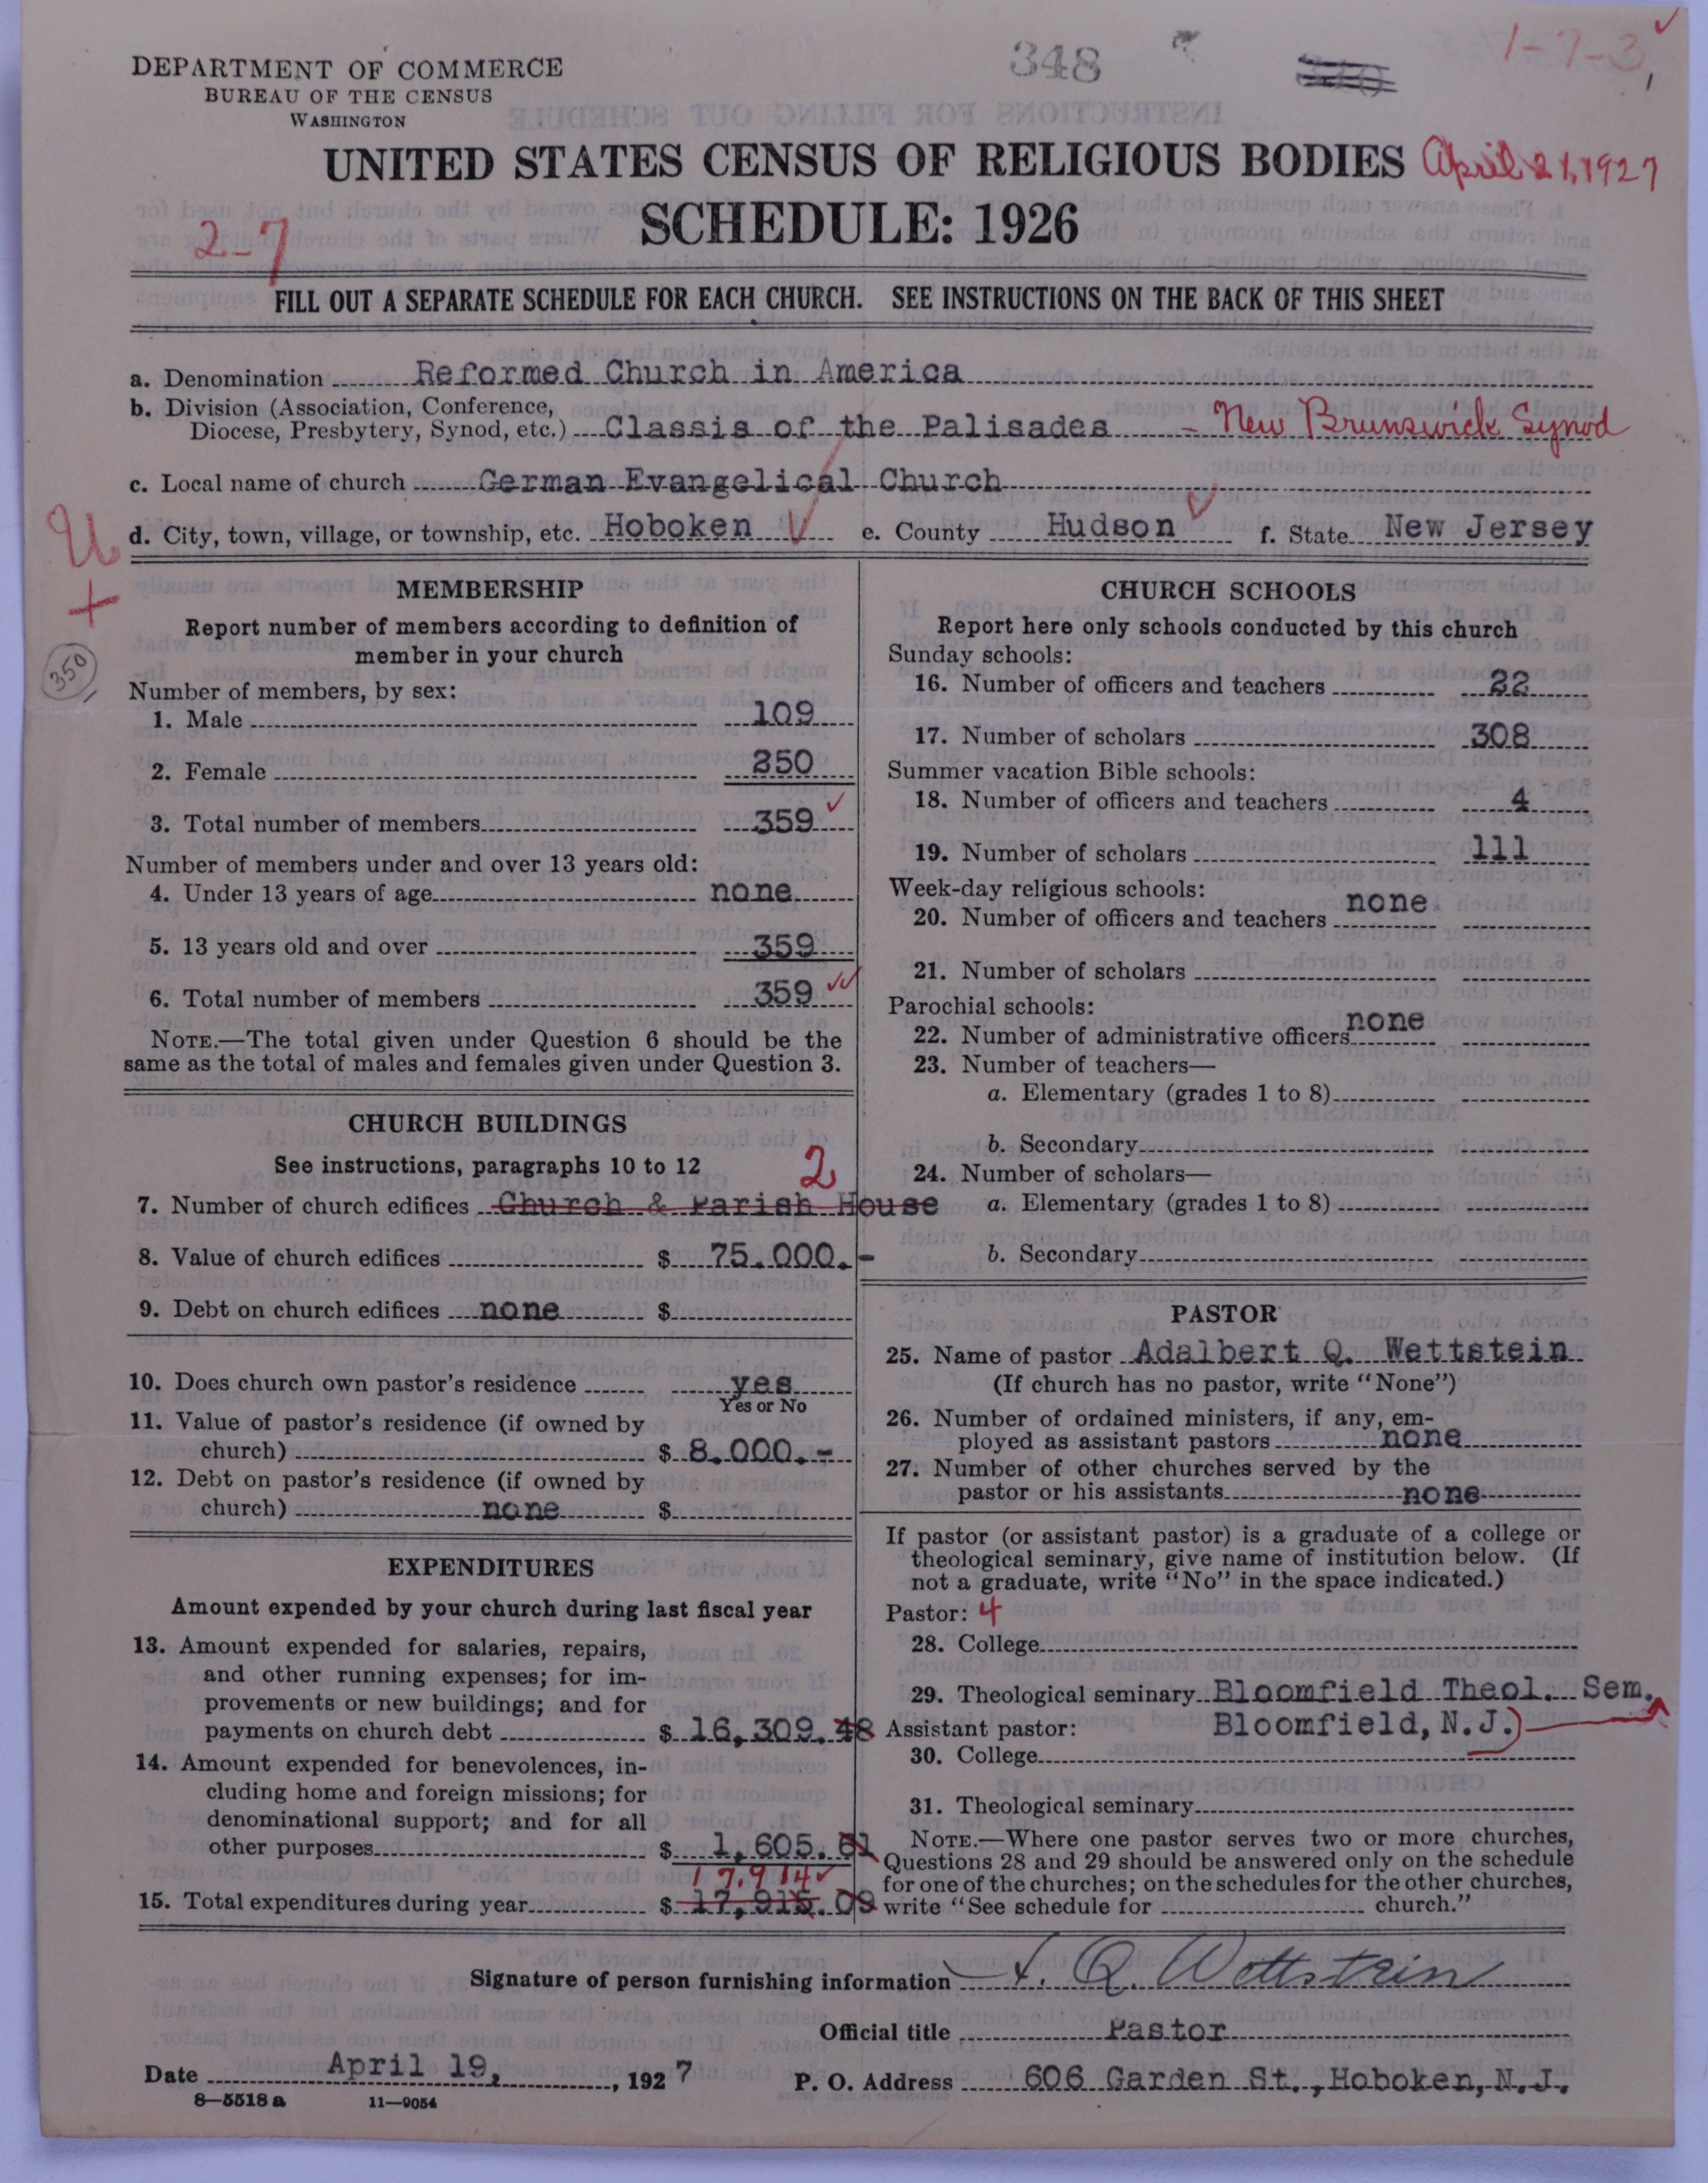 348
1-7-3
DEPARTMENT OF COMMERCE
BUREAU OF THE CENSUS
WASHINGTON
UNITED STATES CENSUS OF RELIGIOUS BODIES April 21, 1927
SCHEDULE: 1926
2-7
FILL OUT A SEPARATE SCHEDULE FOR EACH CHURCH. SEE INSTRUCTIONS ON THE BACK OF THIS SHEET
a. Denomination Reformed Church in America
b. Division (Association, Conference,
Diocese, Presbytery, Synod, etc.) Classis of the Palisades - New Brunswick Synod
c. Local name of church German Evangelical Church
d. City, town, village, or township, etc. Hoboken e. County Hudson f. State New Jersey
U
+
350
MEMBERSHIP
Report number of members according to definition of
member in your church
Number of members, by sex:
1. Male 109
2. Female 250
3. Total number of members 359
Number of members under and over 13 years old:
4. Under 13 years of age none
5. 13 years old and over 359
6. Total number of members 359
NOTE.—The total given under Question 6 should be the
same as the total of males and females given under Question 3.
CHURCH BUILDINGS
See instructions, paragraphs 10 to 12
2
7. Number of church edifices Church & Parish House
8. Value of church edifices $ 75.000.-
9. Debt on church edifices none $
10. Does church own pastor's residence yes
Yes or No
11. Value of pastor's residence (if owned by
church) $ 8.000.-
12. Debt on pastor's residence (if owned by
church) none $
EXPENDITURES
Amount expended by your church during last fiscal year
13. Amount expended for salaries, repairs,
and other running expenses; for im-
provements or new buildings; and for
payments on church debt $ 16,309.48
14. Amount expended for benevolences, in-
cluding home and foreign missions; for
denominational support; and for all
other purposes $ 1,605.61
17,914
15. Total expenditures during year $ 17,915.09
CHURCH SCHOOLS
Report here only schools conducted by this church
Sunday schools:
16. Number of officers and teachers 22
17. Number of scholars 308
Summer vacation Bible schools:
18. Number of officers and teachers 4
19. Number of scholars 111
Week-day religious schools:
20. Number of officers and teachers none
21. Number of scholars
Parochial schools:
22. Number of administrative officers none
23. Number of teachers—
a. Elementary (grades 1 to 8)
b. Secondary
24. Number of scholars—
a. Elementary (grades 1 to 8)
b. Secondary
PASTOR
25. Name of pastor Adalbert Q. Wettstein
(If church has no pastor, write "None")
26. Number of ordained ministers, if any, em-
ployed as assistant pastors none
27. Number of other churches served by the
pastor or his assistants none
If pastor (or assistant pastor) is a graduate of a college or
theological seminary, give name of institution below. (If
not a graduate, write "No" in the space indicated.)
Pastor: 4
28. College
29. Theological seminary Bloomfield Theol. Sem.
Assistant pastor: Bloomfield, N.J.)
30. College
31. Theological seminary
NOTE.—Where one pastor serves two or more churches,
Questions 28 and 29 should be answered only on the schedule
for one of the churches; on the schedules for the other churches,
write "See schedule for church."
Signature of person furnishing information A. Q. Wettstein
Official title Pastor
Date April 19, 1927 P. O. Address 606 Garden St., Hoboken, N.J.
8—5518 a 11—9054